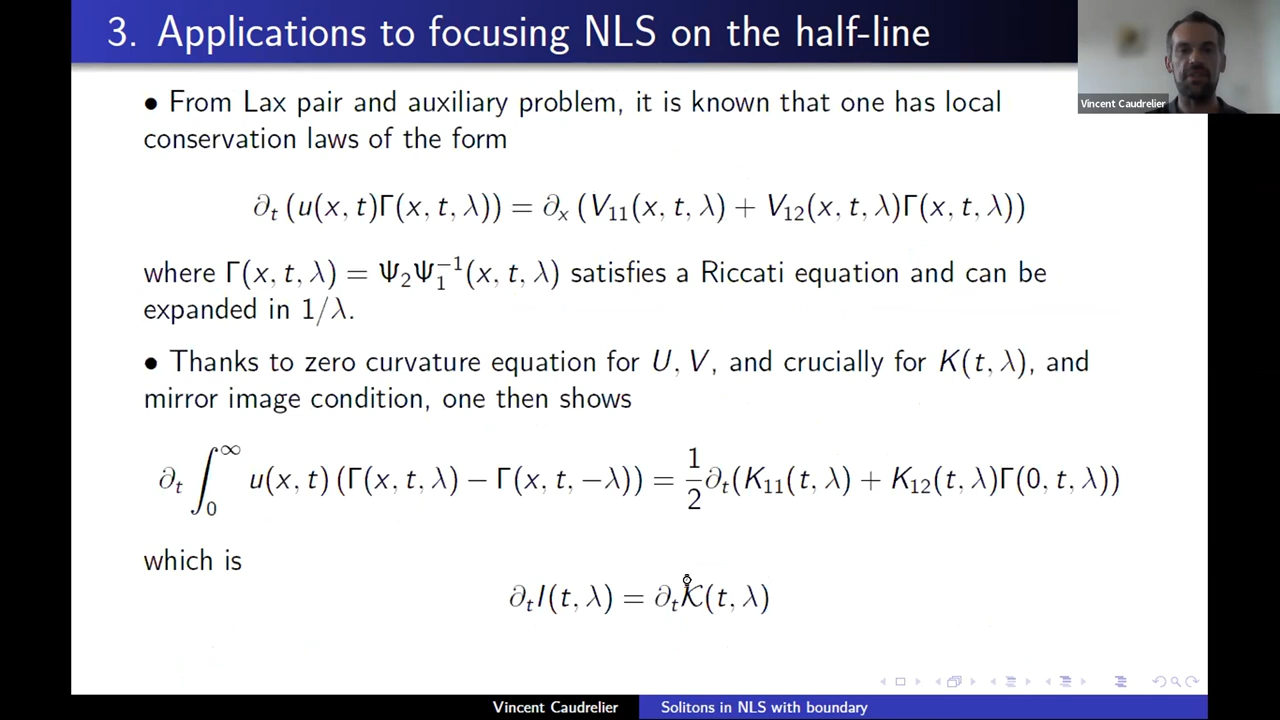 3. Applications to focusing NLS on the half-line
Vincent Caudrelier
• From Lax pair and auxiliary problem, it is known that one has local
conservation laws of the form
∂ₜ (u(x, t)Γ(x, t, λ)) = ∂ₓ (V₁₁(x, t, λ) + V₁₂(x, t, λ)Γ(x, t, λ))
where Γ(x, t, λ) = Ψ₂Ψ₁⁻¹(x, t, λ) satisfies a Riccati equation and can be
expanded in 1/λ.
• Thanks to zero curvature equation for U, V, and crucially for K(t, λ), and
mirror image condition, one then shows
∂ₜ ∫₀^∞ u(x, t) (Γ(x, t, λ) − Γ(x, t, −λ)) = 1/2 ∂ₜ(K₁₁(t, λ) + K₁₂(t, λ)Γ(0, t, λ))
which is
∂ₜI(t, λ) = ∂ₜ𝒦(t, λ)
Vincent Caudrelier Solitons in NLS with boundary